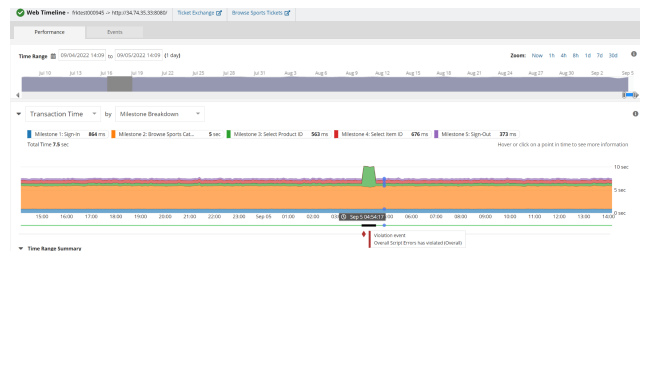 Web Timeline - frktest000945 -> http://34.74.35.33:8080/ Ticket Exchange Browse Sports Tickets
Performance Events
Time Range 09/04/2022 14:09 to 09/05/2022 14:09 (1 day) Zoom: Now 1h 4h 8h 1d 7d 30d
Jul 10 Jul 13 Jul 16 Jul 19 Jul 22 Jul 25 Jul 28 Jul 31 Aug 3 Aug 6 Aug 9 Aug 12 Aug 15 Aug 18 Aug 21 Aug 24 Aug 27 Aug 30 Sep 2 Sep 5
Transaction Time by Milestone Breakdown
Milestone 1: Sign-In 864 ms Milestone 2: Browse Sports Cat... 5 sec Milestone 3: Select Product ID 563 ms Milestone 4: Select Item ID 676 ms Milestone 5: Sign-Out 373 ms
Total Time 7.5 sec Hover or click on a point in time to see more information
10 sec
5 sec
0 sec
15:00 16:00 17:00 18:00 19:00 20:00 21:00 22:00 23:00 Sep 05 01:00 02:00 Sep 5 04:54:17 06:00 07:00 08:00 09:00 10:00 11:00 12:00 13:00 14:00
Violation event
Overall Script Errors has violated (Overall)
Time Range Summary